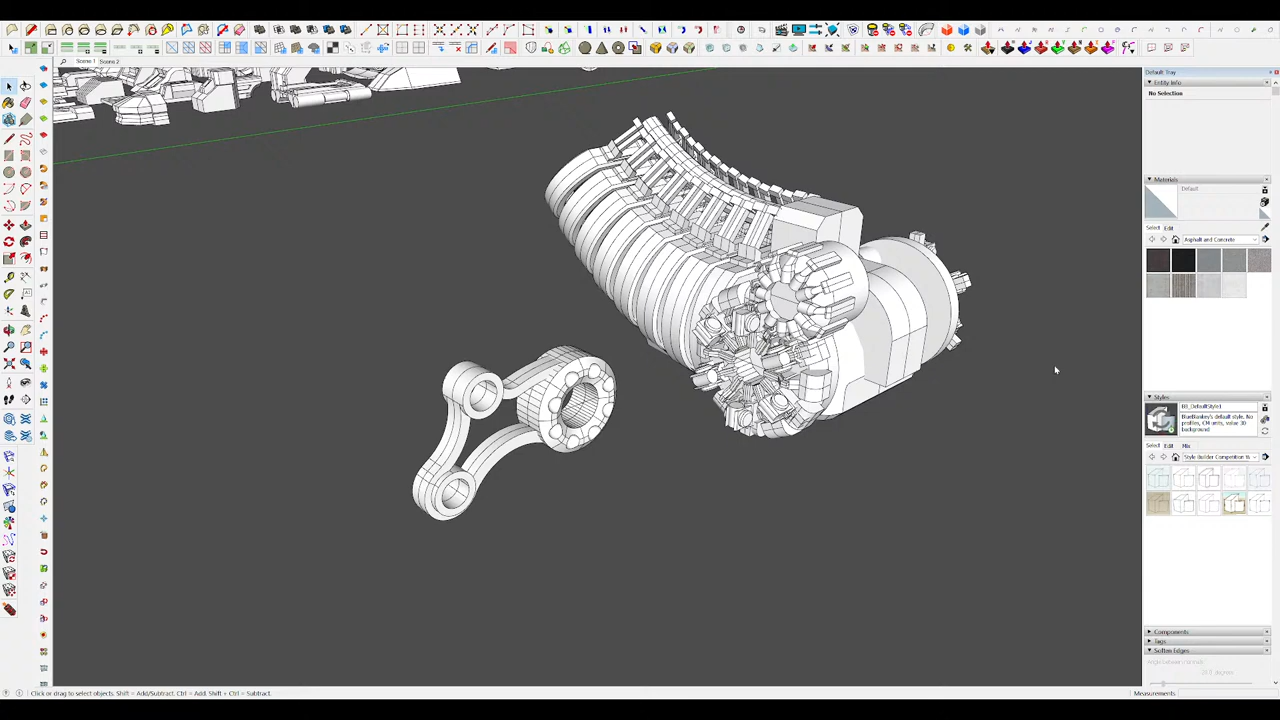 Scene 1 Scene 2
Default Tray
Entity Info
No Selection
Materials
Default
Select Edit
Asphalt and Concrete
Styles
BB_DefaultStyle1
BlueBlankey's default style. No
profiles, CM units, value 30
background
Select Edit Mix
Style Builder Competition W
Components
Tags
Soften Edges
Click or drag to select objects. Shift = Add/Subtract. Ctrl = Add. Shift + Ctrl = Subtract.
Measurements